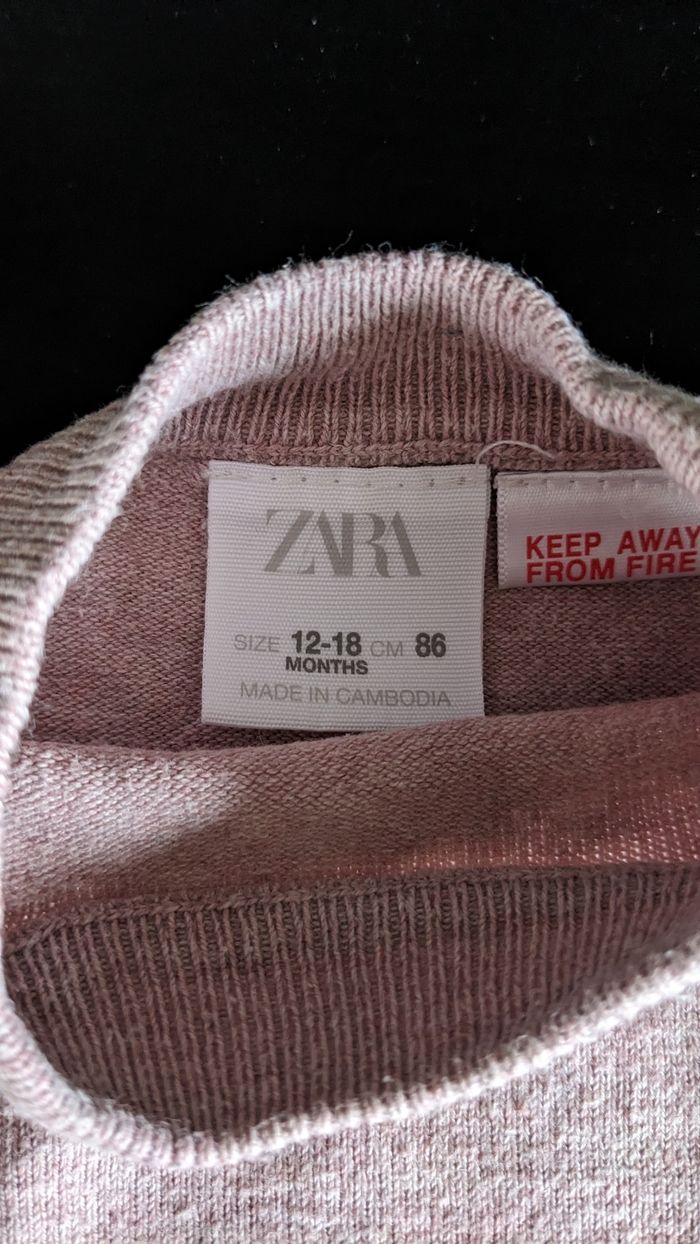 ZARA
SIZE 12-18 CM 86
MONTHS
MADE IN CAMBODIA
KEEP AWAY
FROM FIRE